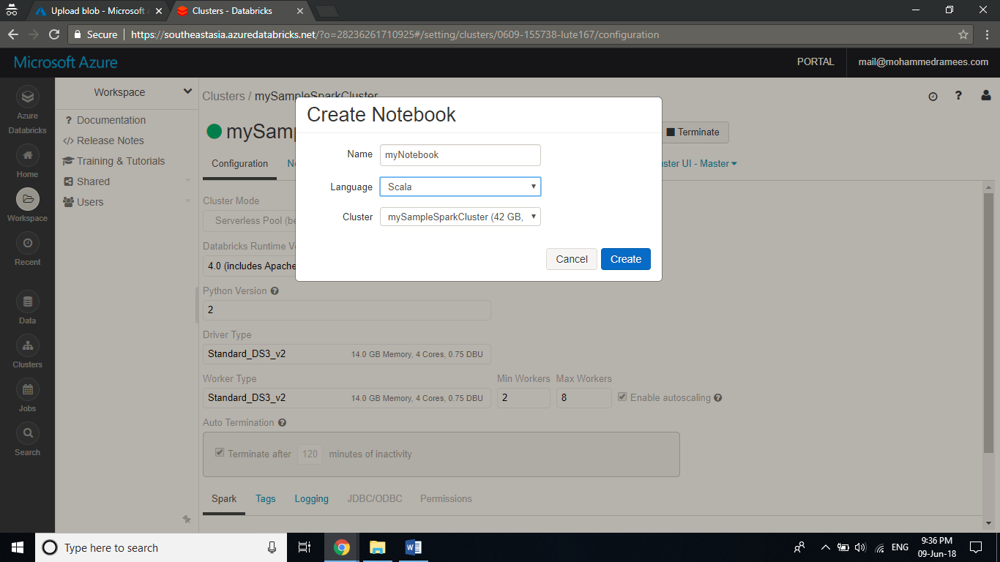 Upload blob - Microsoft A
Clusters - Databricks
Secure
https://southeastasia.azuredatabricks.net/?o=28236261710925#/setting/clusters/0609-155738-lute167/configuration
Microsoft Azure
PORTAL
mail@mohammedramees.com
Azure
Databricks
Home
Workspace
Recent
Data
Clusters
Jobs
Search
Workspace
? Documentation
</> Release Notes
Training & Tutorials
Shared
Users
Clusters / mySampleSparkCluster
mySamp
Terminate
Configuration
uster UI - Master
Create Notebook
Name myNotebook
Language Scala
Cluster mySampleSparkCluster (42 GB,
Cancel Create
Cluster Mode
Serverless Pool (be
Databricks Runtime Ve
4.0 (includes Apache
Python Version ?
2
Driver Type
Standard_DS3_v2 14.0 GB Memory, 4 Cores, 0.75 DBU
Worker Type Min Workers Max Workers
Standard_DS3_v2 14.0 GB Memory, 4 Cores, 0.75 DBU 2 8 Enable autoscaling ?
Auto Termination ?
Terminate after 120 minutes of inactivity
Spark Tags Logging JDBC/ODBC Permissions
Type here to search
ENG
9:36 PM
09-Jun-18